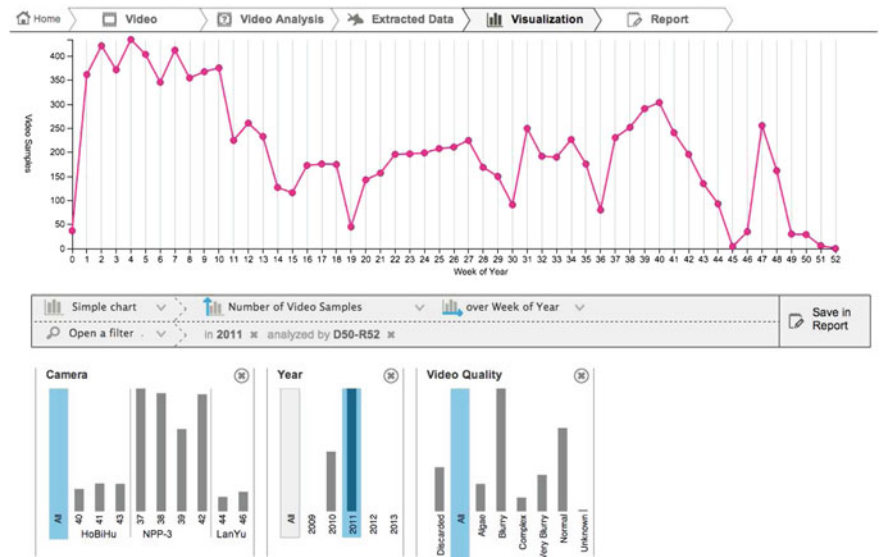 Home Video Video Analysis Extracted Data Visualization Report
400
350
300
250
200
150
100
50
0
Video Samples
0 1 2 3 4 5 6 7 8 9 10 11 12 13 14 15 16 17 18 19 20 21 22 23 24 25 26 27 28 29 30 31 32 33 34 35 36 37 38 39 40 41 42 43 44 45 46 47 48 49 50 51 52
Week of Year
Simple chart Number of Video Samples over Week of Year
Open a filter . in 2011 analyzed by D50-R52
Save in
Report
Camera
All 40 41 43 37 38 39 42 44 46
HoBiHu NPP-3 LanYu
Year
All 2009 2010 2011 2012 2013
Video Quality
Discarded All Algae Blurry Complex Very Blurry Normal Unknown